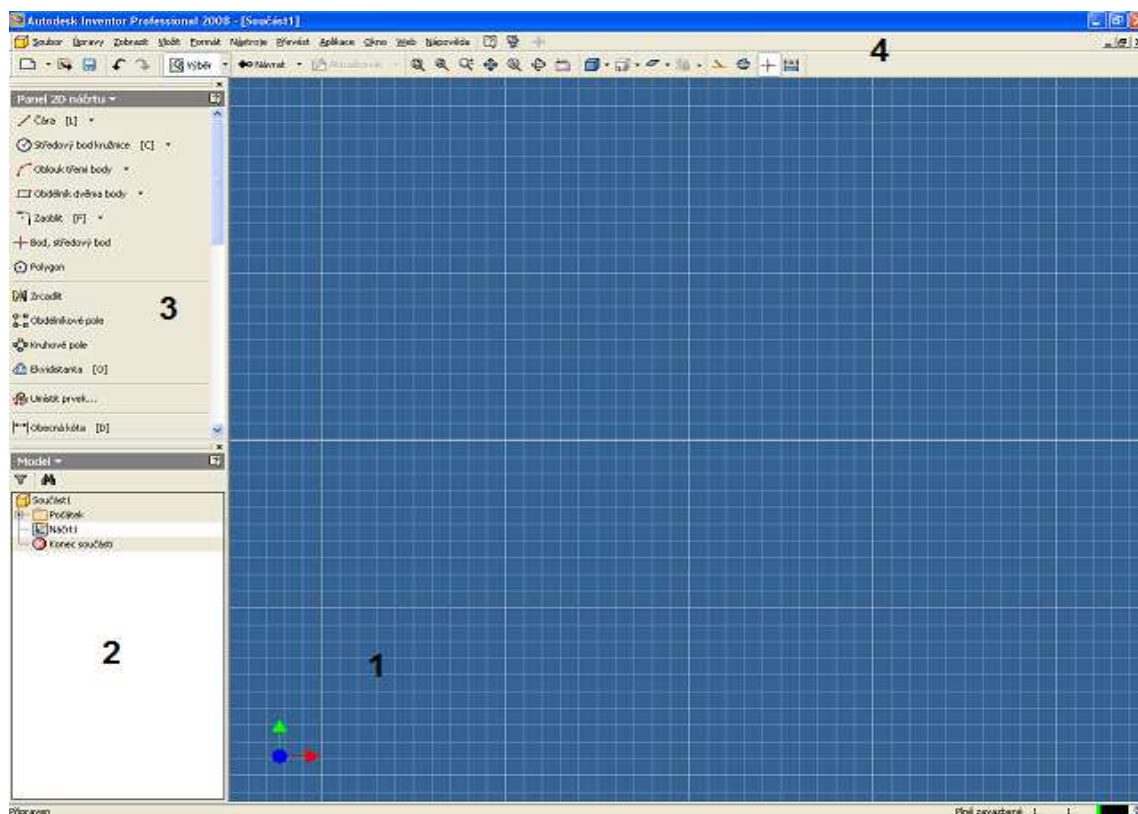 Autodesk Inventor Professional 2008 - [Součást1]
Soubor Úpravy Zobrazit Vložit Formát Nástroje Převést Aplikace Okno Web Nápověda
4
Výběr Návrat
Panel 2D náčrtu
Čára [L]
Středový bod kružnice [C]
Oblouk třemi body
Obdélník dvěma body
Zaoblit [F]
Bod, středový bod
Polygon
Zrcadlit
3
Obdélníkové pole
Kruhové pole
Ekvidistanta [O]
Umístit prvek...
Obecná kóta [D]
Model
Součást1
Počátek
Náčrt1
Konec součásti
2
1
Připraven
Plně zavazbené 1 1